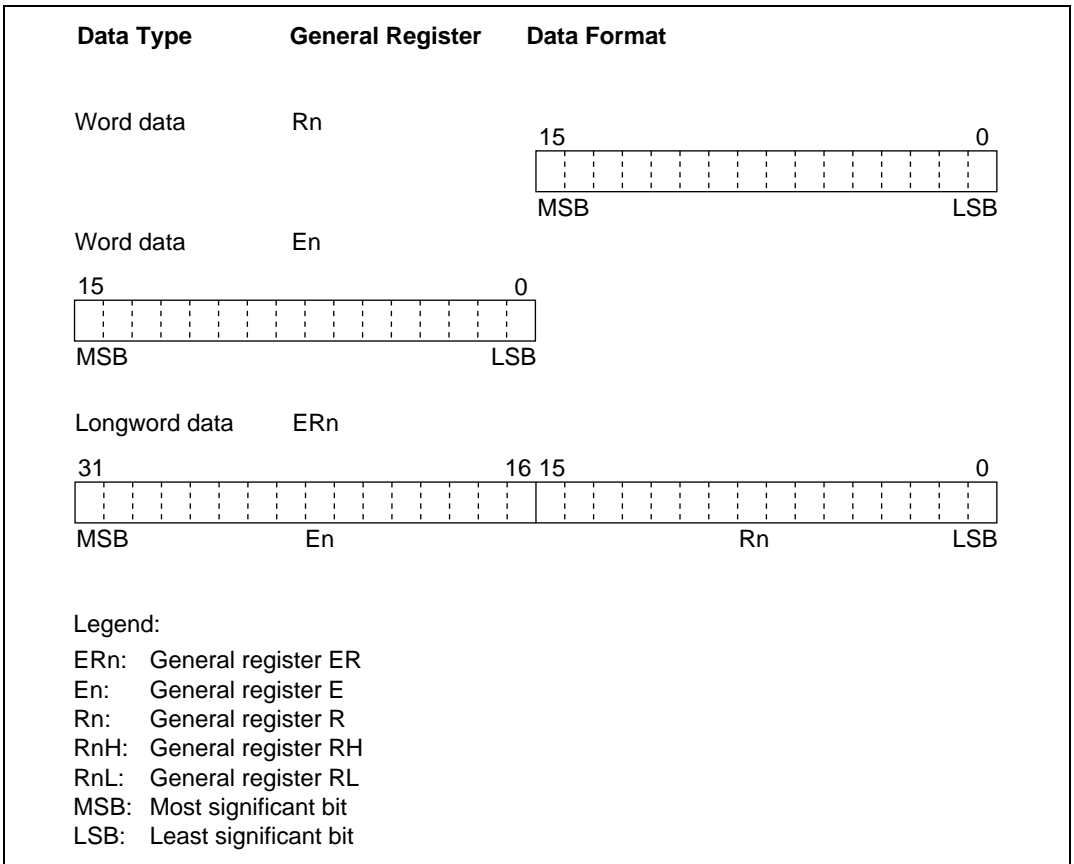 Data Type General Register Data Format
Word data Rn
15 0
MSB LSB
Word data En
15 0
MSB LSB
Longword data ERn
31 16 15 0
MSB En Rn LSB
Legend:
ERn: General register ER
En: General register E
Rn: General register R
RnH: General register RH
RnL: General register RL
MSB: Most significant bit
LSB: Least significant bit